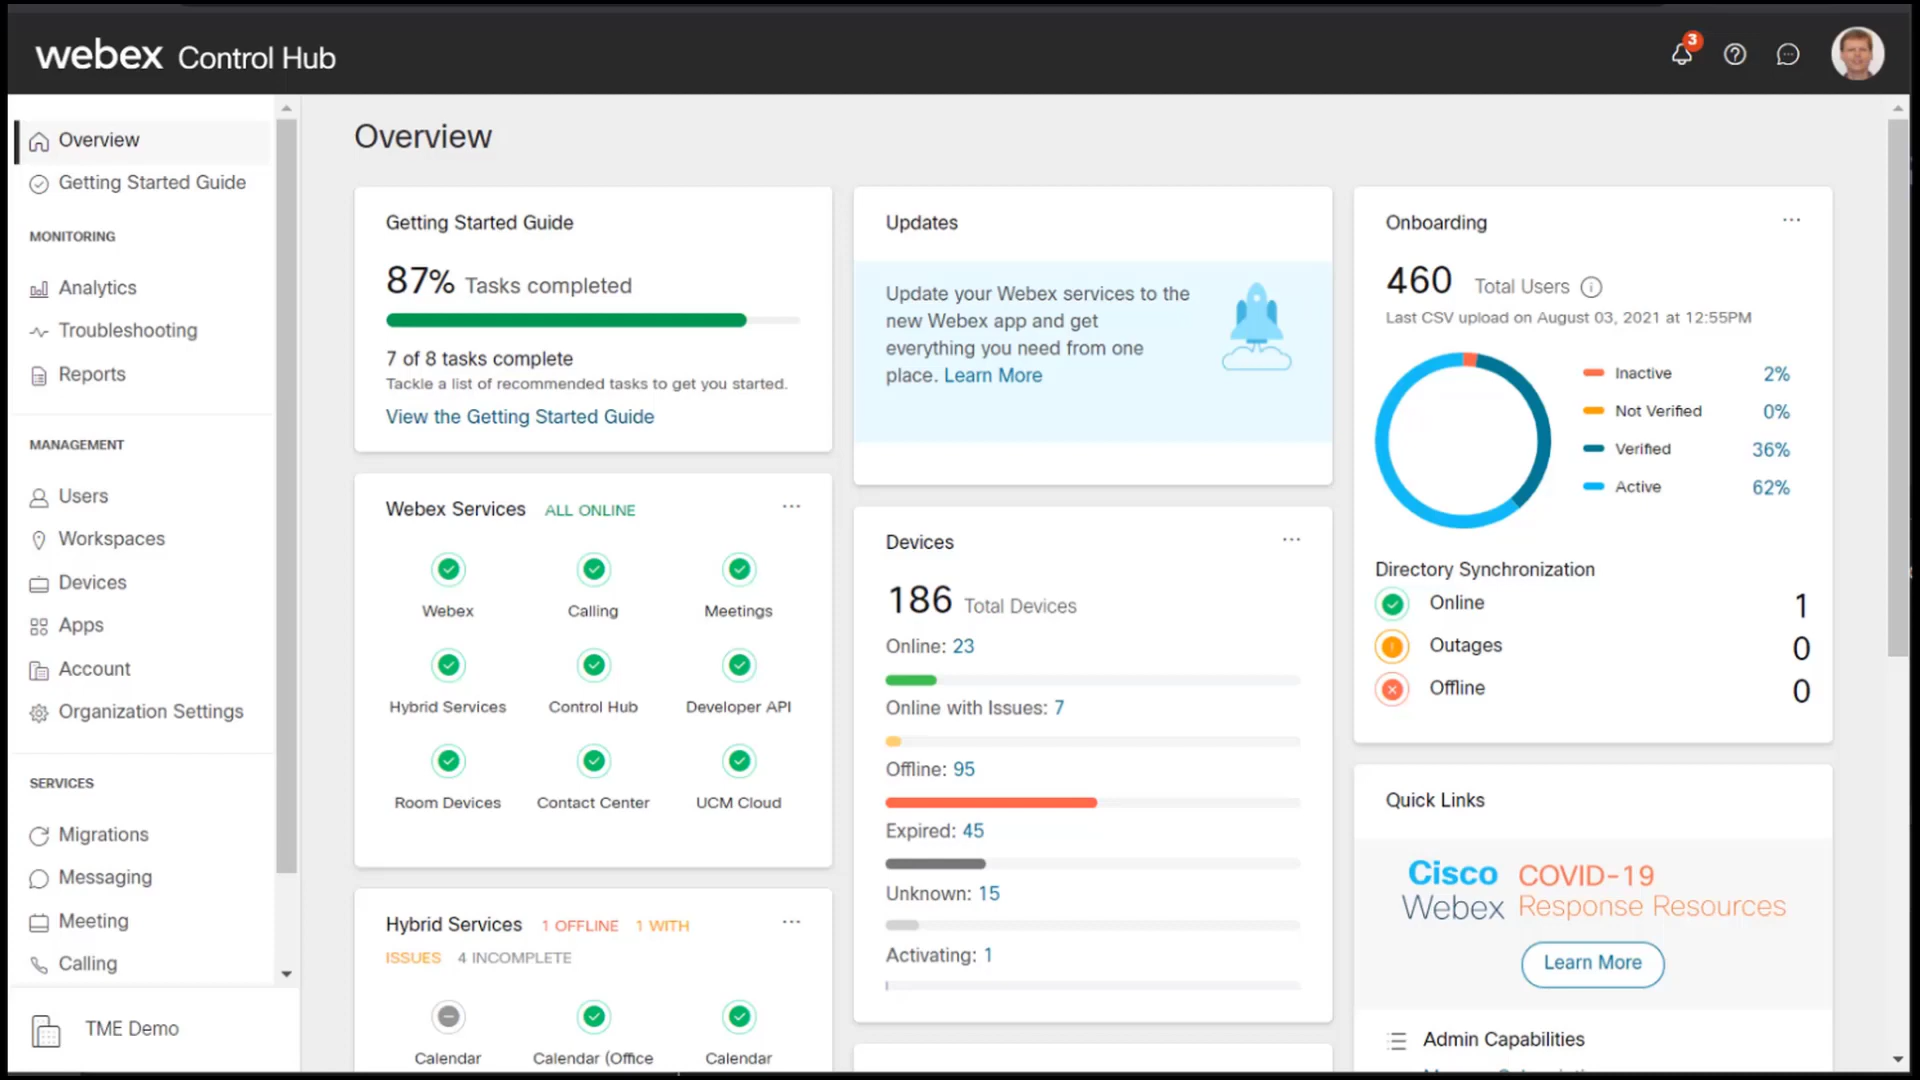 webex Control Hub
3
Overview
Getting Started Guide
MONITORING
Analytics
Troubleshooting
Reports
MANAGEMENT
Users
Workspaces
Devices
Apps
Account
Organization Settings
SERVICES
Migrations
Messaging
Meeting
Calling
TME Demo
Overview
Getting Started Guide
87% Tasks completed
7 of 8 tasks complete
Tackle a list of recommended tasks to get you started.
View the Getting Started Guide
Webex Services ALL ONLINE
Webex Calling Meetings
Hybrid Services Control Hub Developer API
Room Devices Contact Center UCM Cloud
Hybrid Services 1 OFFLINE 1 WITH
ISSUES 4 INCOMPLETE
Calendar Calendar (Office Calendar
Updates
Update your Webex services to the
new Webex app and get
everything you need from one
place. Learn More
Devices
186 Total Devices
Online: 23
Online with Issues: 7
Offline: 95
Expired: 45
Unknown: 15
Activating: 1
Onboarding
460 Total Users
Last CSV upload on August 03, 2021 at 12:55PM
Inactive 2%
Not Verified 0%
Verified 36%
Active 62%
Directory Synchronization
Online 1
Outages 0
Offline 0
Quick Links
Cisco COVID-19
Webex Response Resources
Learn More
Admin Capabilities